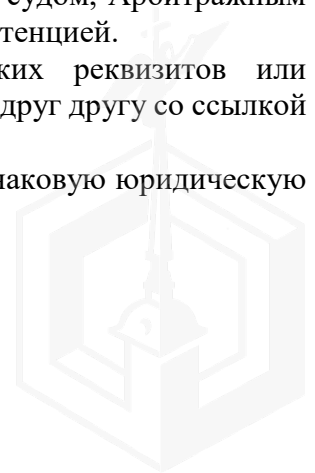 судом, Арбитражным
тенцией.
ких реквизитов или
друг другу со ссылкой
наковую юридическую